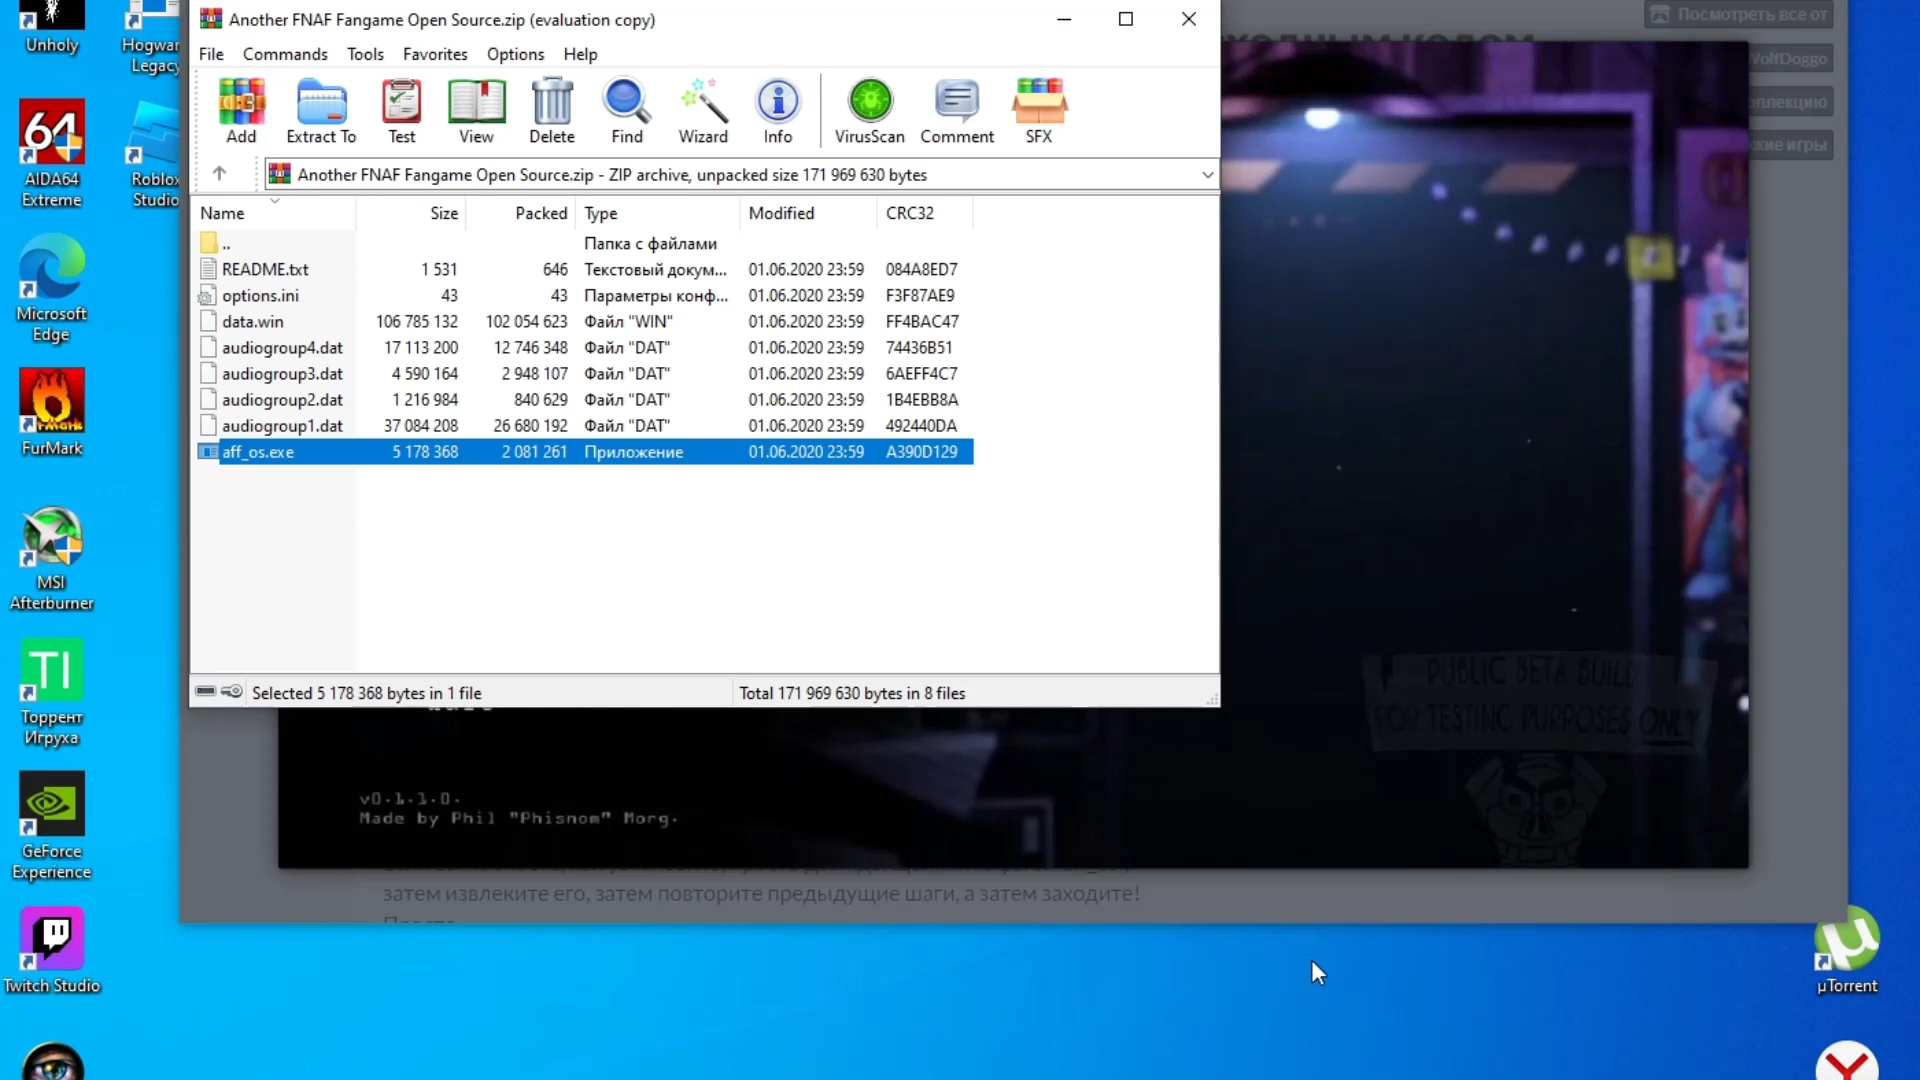 Unholy
Hogwar
Legacy
AIDA64
Extreme
Roblox
Studio
Microsoft
Edge
FurMark
MSI
Afterburner
TI
Торрент
Игруха
GeForce
Experience
Twitch Studio
µTorrent
Another FNAF Fangame Open Source.zip (evaluation copy)
File Commands Tools Favorites Options Help
Add Extract To Test View Delete Find Wizard Info VirusScan Comment SFX
Another FNAF Fangame Open Source.zip - ZIP archive, unpacked size 171 969 630 bytes
Name Size Packed Type Modified CRC32
.. Папка с файлами
README.txt 1 531 646 Текстовый докум... 01.06.2020 23:59 084A8ED7
options.ini 43 43 Параметры конф... 01.06.2020 23:59 F3F87AE9
data.win 106 785 132 102 054 623 Файл "WIN" 01.06.2020 23:59 FF4BAC47
audiogroup4.dat 17 113 200 12 746 348 Файл "DAT" 01.06.2020 23:59 74436B51
audiogroup3.dat 4 590 164 2 948 107 Файл "DAT" 01.06.2020 23:59 6AEFF4C7
audiogroup2.dat 1 216 984 840 629 Файл "DAT" 01.06.2020 23:59 1B4EBB8A
audiogroup1.dat 37 084 208 26 680 192 Файл "DAT" 01.06.2020 23:59 492440DA
aff_os.exe 5 178 368 2 081 261 Приложение 01.06.2020 23:59 A390D129
Selected 5 178 368 bytes in 1 file Total 171 969 630 bytes in 8 files
Посмотреть все от
WolfDoggo
PUBLIC BETA BUILD
FOR TESTING PURPOSES ONLY
v0.1.1.0.
Made by Phil "Phisnom" Morg.
затем извлеките его, затем повторите предыдущие шаги, а затем заходите!